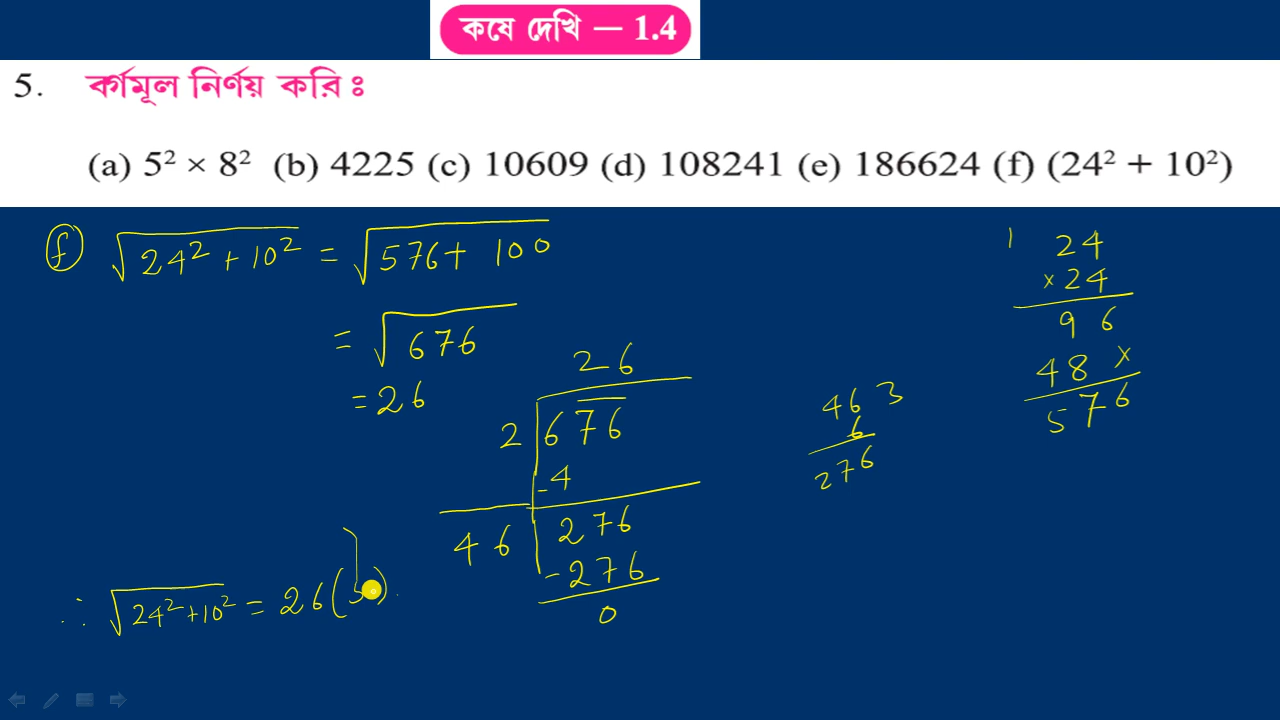 কষে দেখি — 1.4
5. বর্গমূল নির্ণয় করি ঃ
(a) 5² × 8² (b) 4225 (c) 10609 (d) 108241 (e) 186624 (f) (24² + 10²)
(f) √(24² + 10²) = √(576 + 100)
= √676
= 26
26
2 | 676
-4
46 | 276
-276
0
46 3
6
276
1 24
×24
96
48×
576
∴ √(24² + 10²) = 26 (